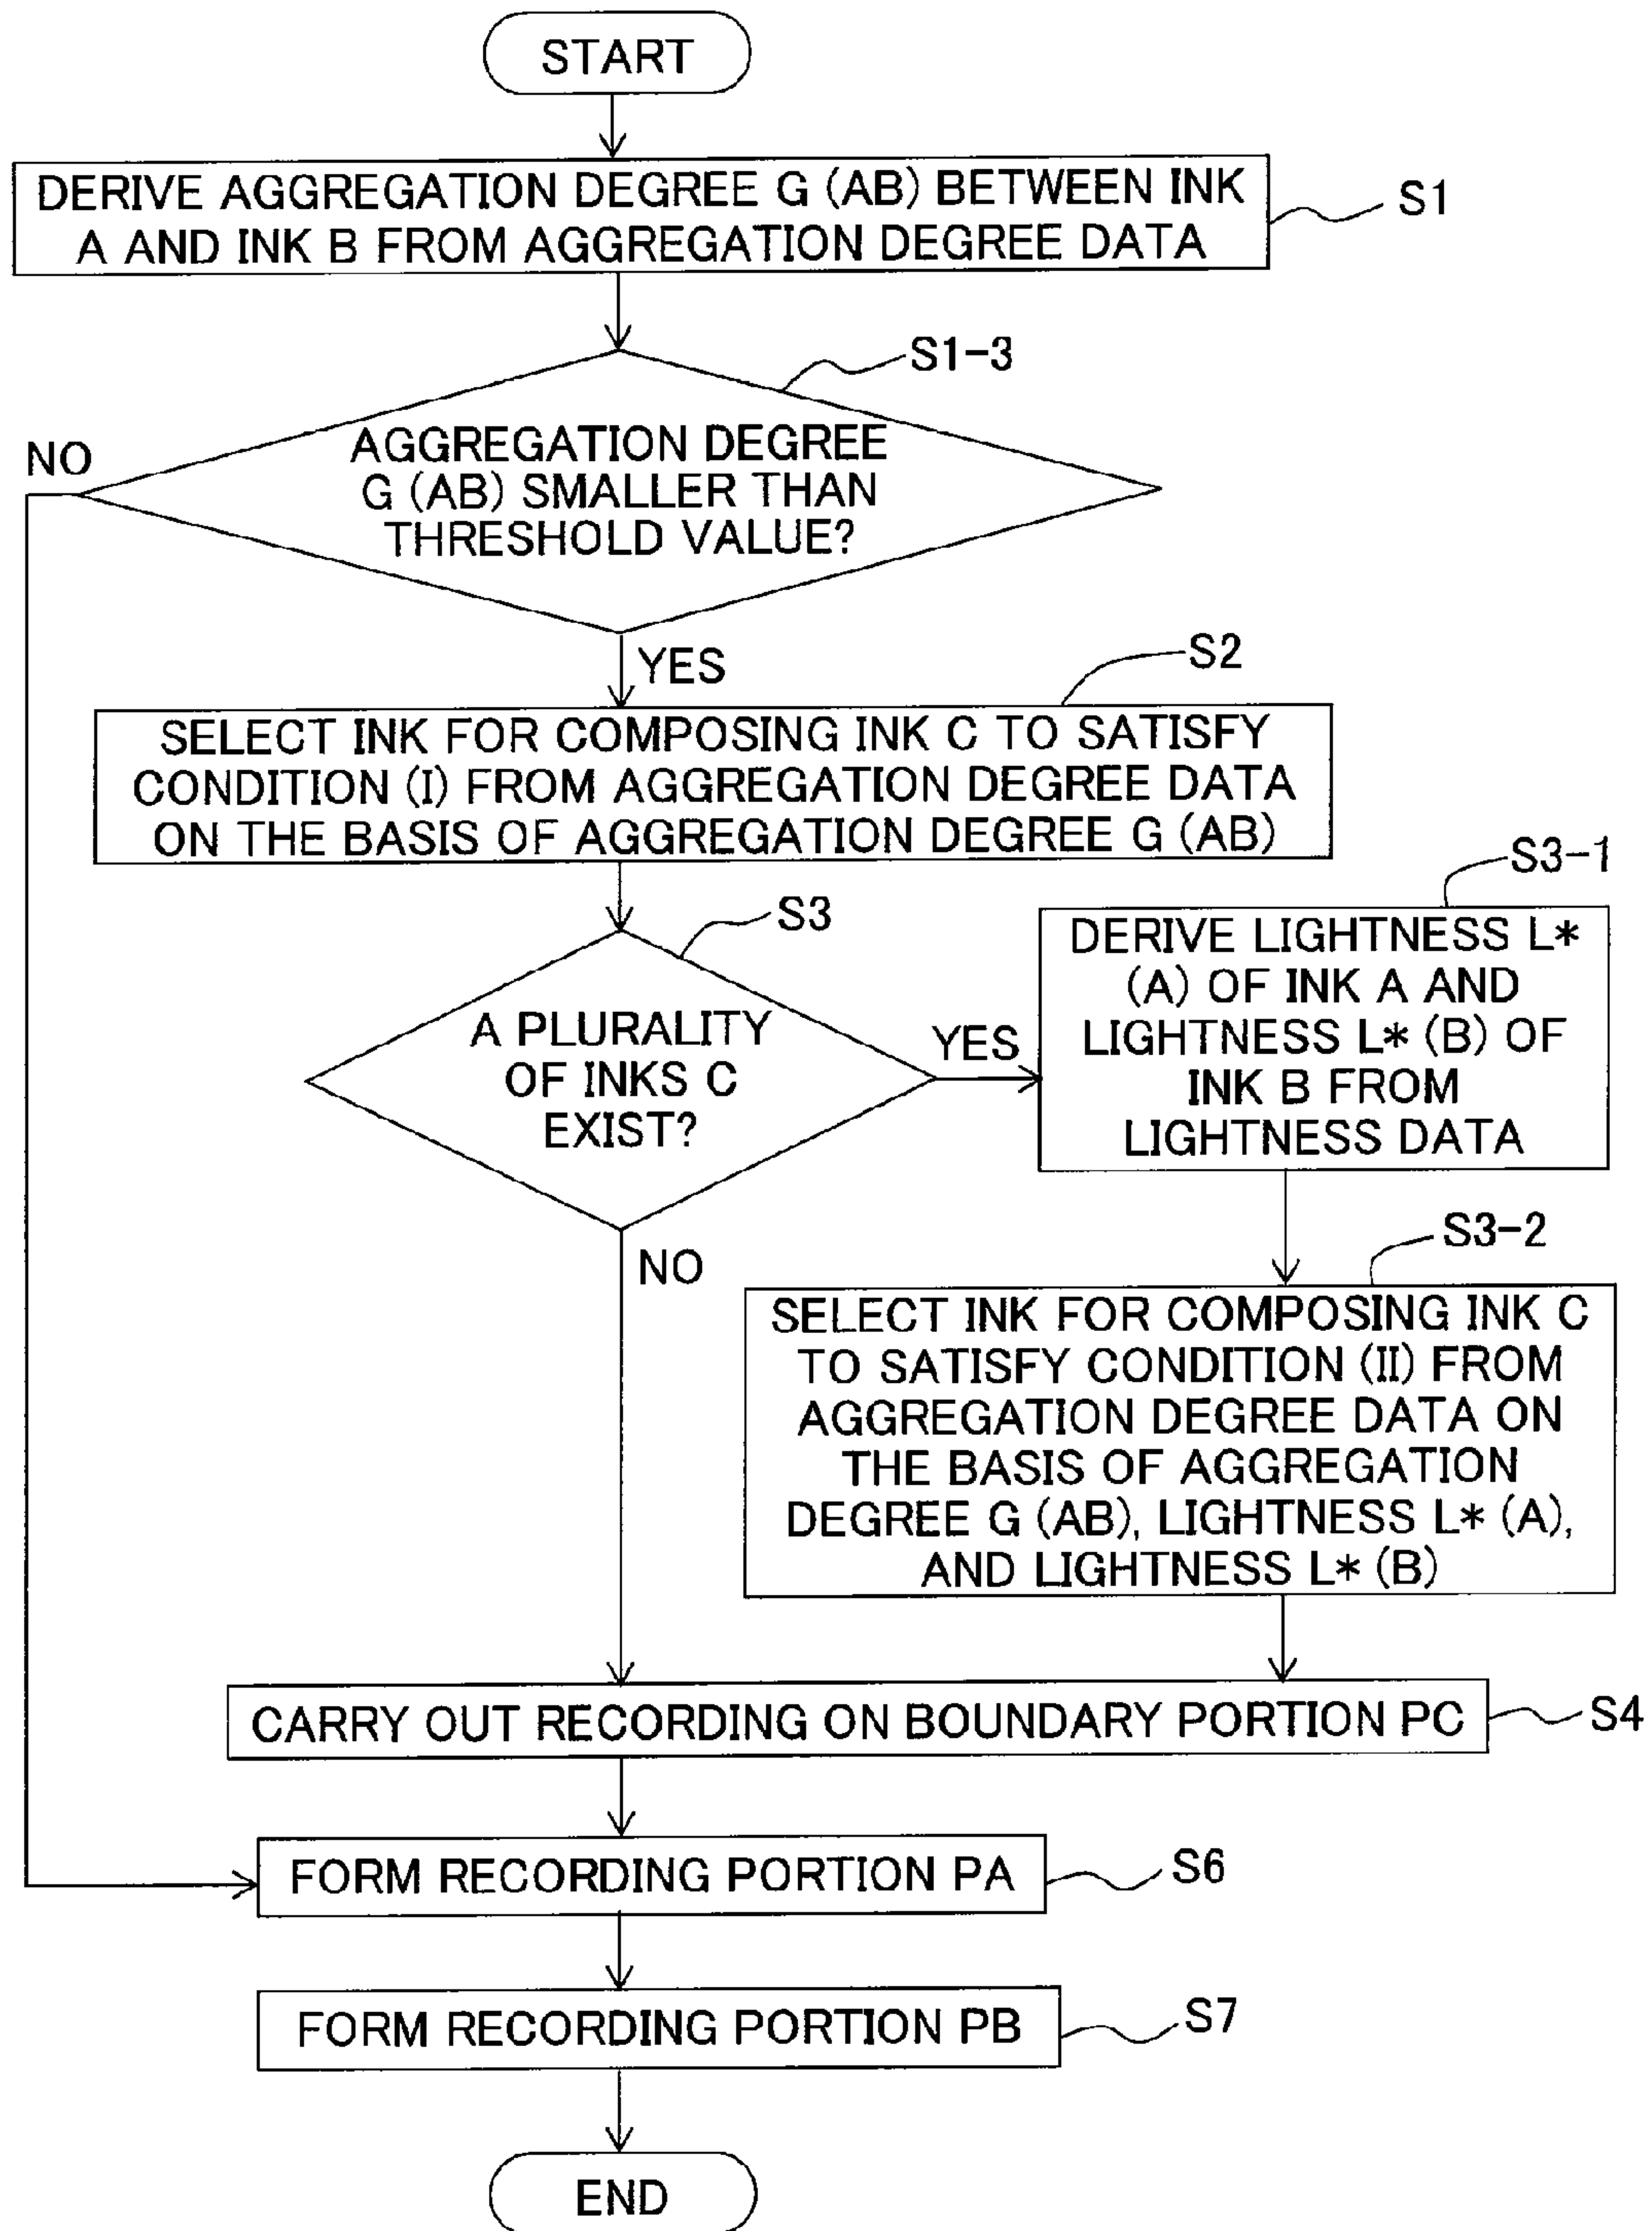 START
DERIVE AGGREGATION DEGREE G (AB) BETWEEN INK
A AND INK B FROM AGGREGATION DEGREE DATA
S1
S1-3
AGGREGATION DEGREE
G (AB) SMALLER THAN
THRESHOLD VALUE?
NO
YES
S2
SELECT INK FOR COMPOSING INK C TO SATISFY
CONDITION (I) FROM AGGREGATION DEGREE DATA
ON THE BASIS OF AGGREGATION DEGREE G (AB)
S3
A PLURALITY
OF INKS C
EXIST?
YES
NO
S3-1
DERIVE LIGHTNESS L*
(A) OF INK A AND
LIGHTNESS L* (B) OF
INK B FROM
LIGHTNESS DATA
S3-2
SELECT INK FOR COMPOSING INK C
TO SATISFY CONDITION (II) FROM
AGGREGATION DEGREE DATA ON
THE BASIS OF AGGREGATION
DEGREE G (AB), LIGHTNESS L* (A),
AND LIGHTNESS L* (B)
CARRY OUT RECORDING ON BOUNDARY PORTION PC
S4
FORM RECORDING PORTION PA
S6
FORM RECORDING PORTION PB
S7
END